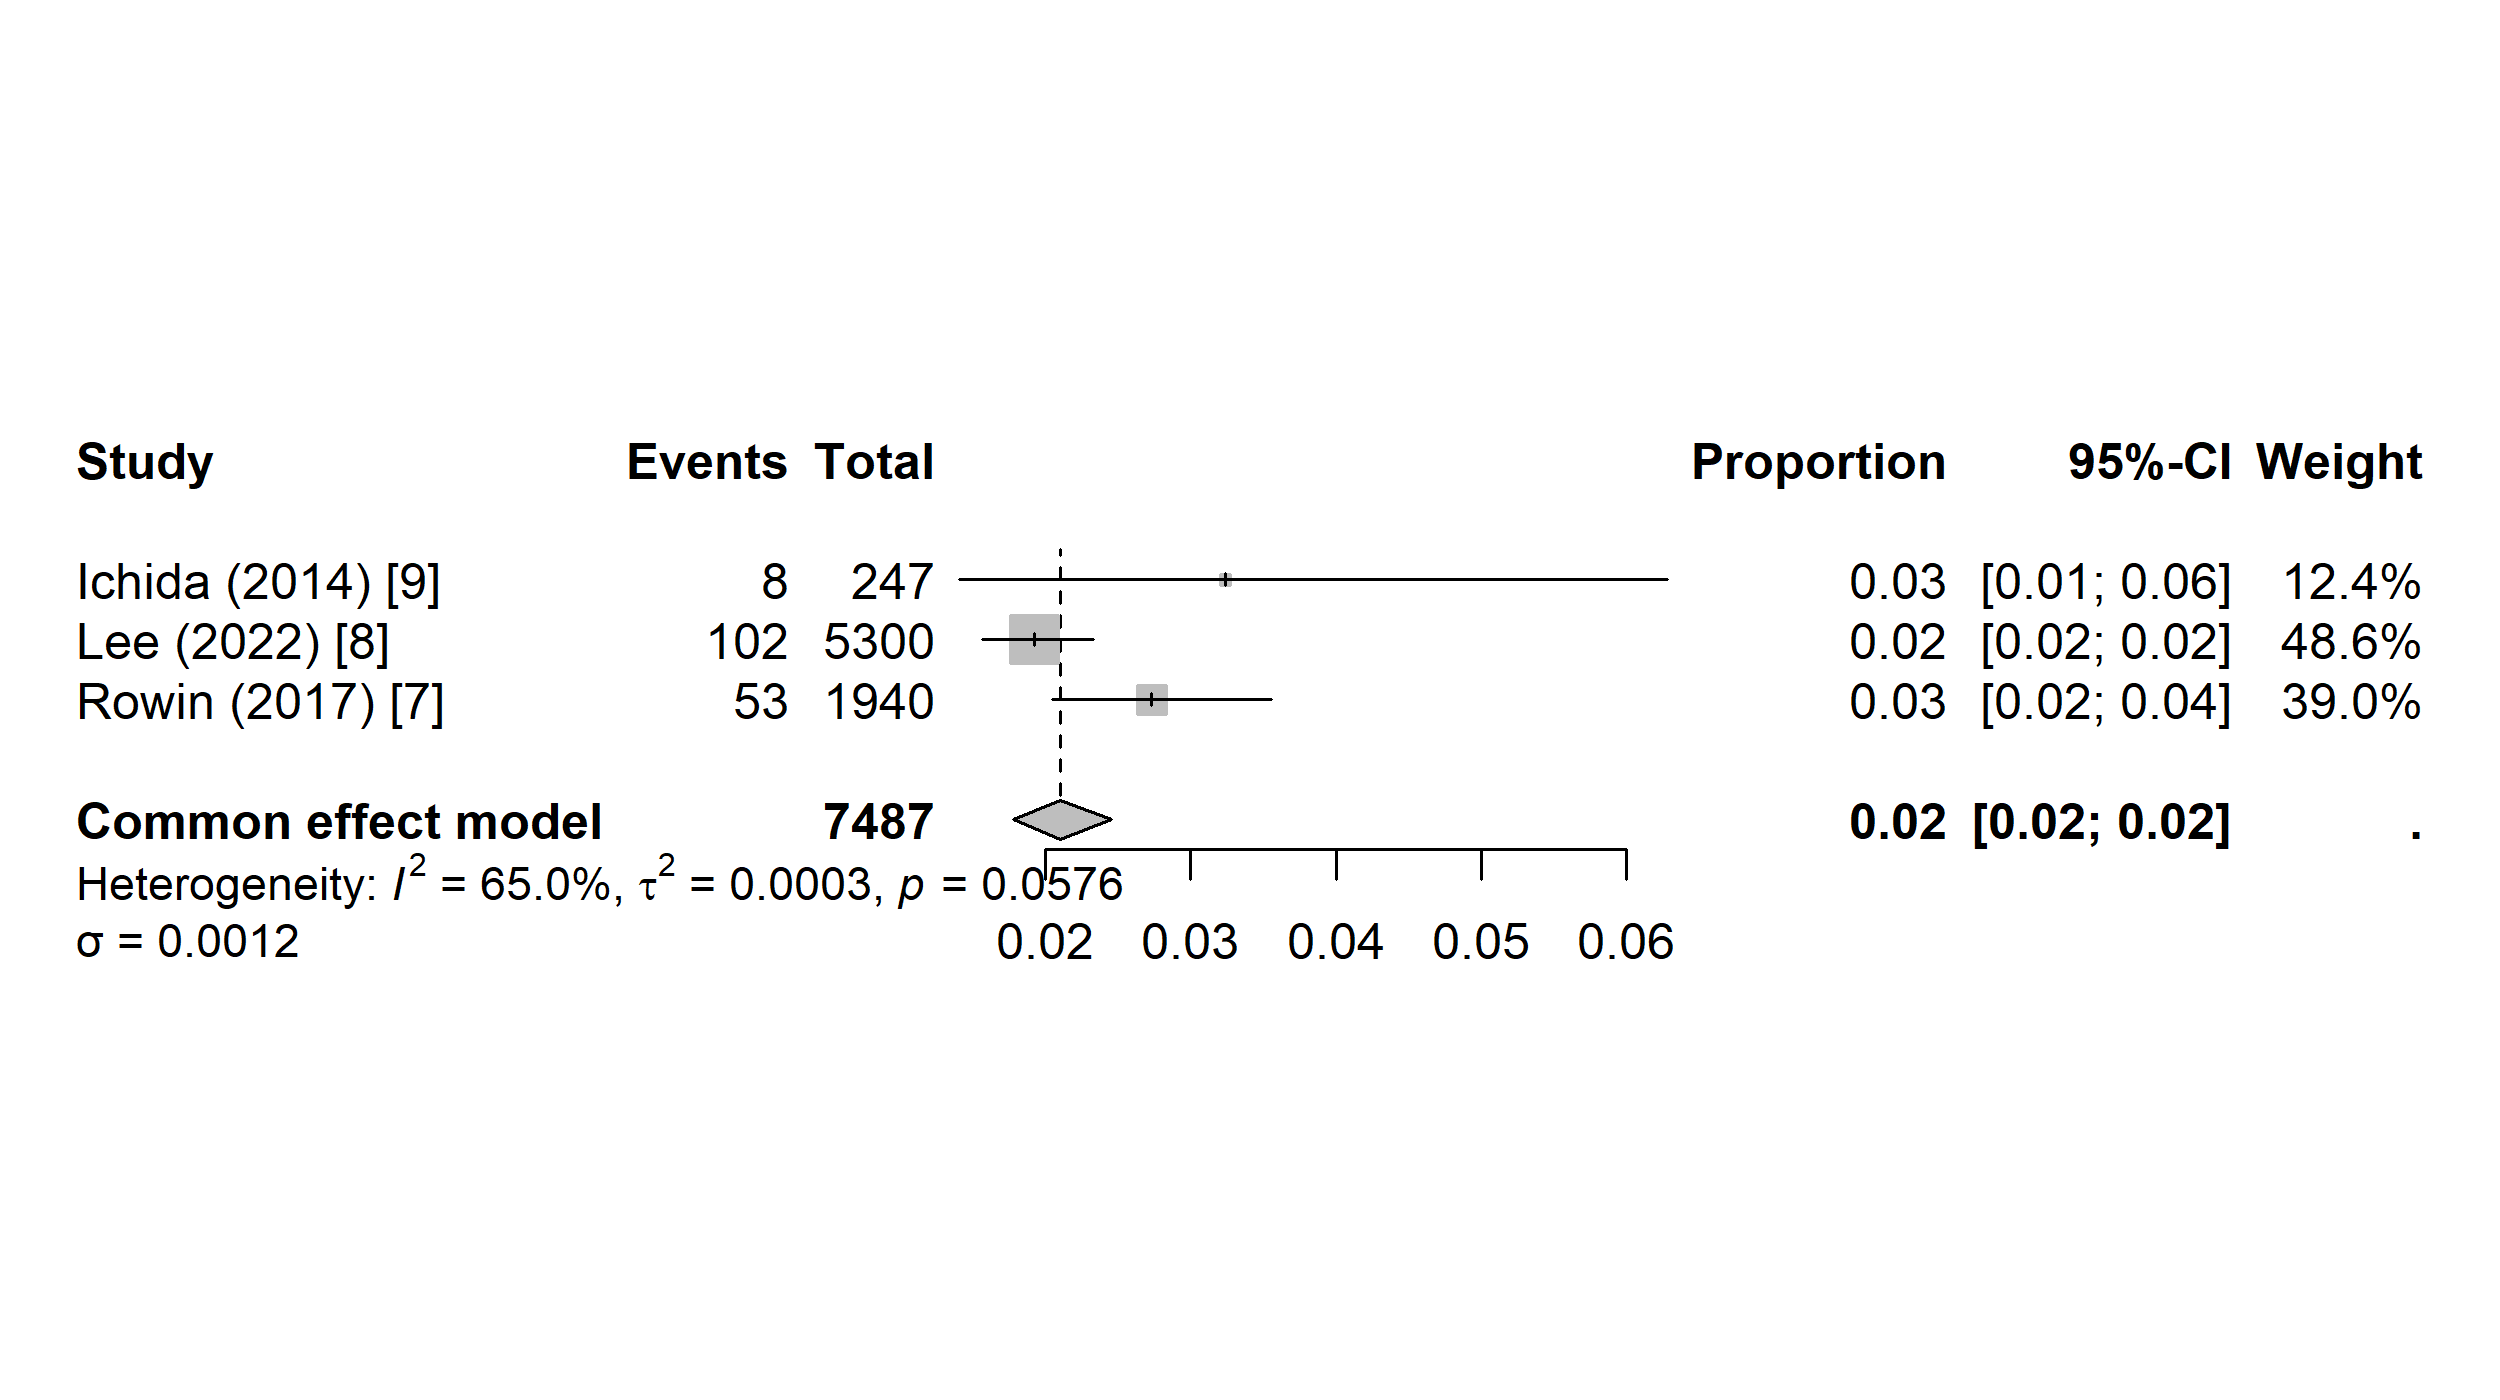 Study Events Total Proportion 95%-CI Weight
Ichida (2014) [9] 8 247 0.03 [0.01; 0.06] 12.4%
Lee (2022) [8] 102 5300 0.02 [0.02; 0.02] 48.6%
Rowin (2017) [7] 53 1940 0.03 [0.02; 0.04] 39.0%
Common effect model 7487 0.02 [0.02; 0.02] .
Heterogeneity: I² = 65.0%, τ² = 0.0003, p = 0.0576
σ = 0.0012
0.02 0.03 0.04 0.05 0.06